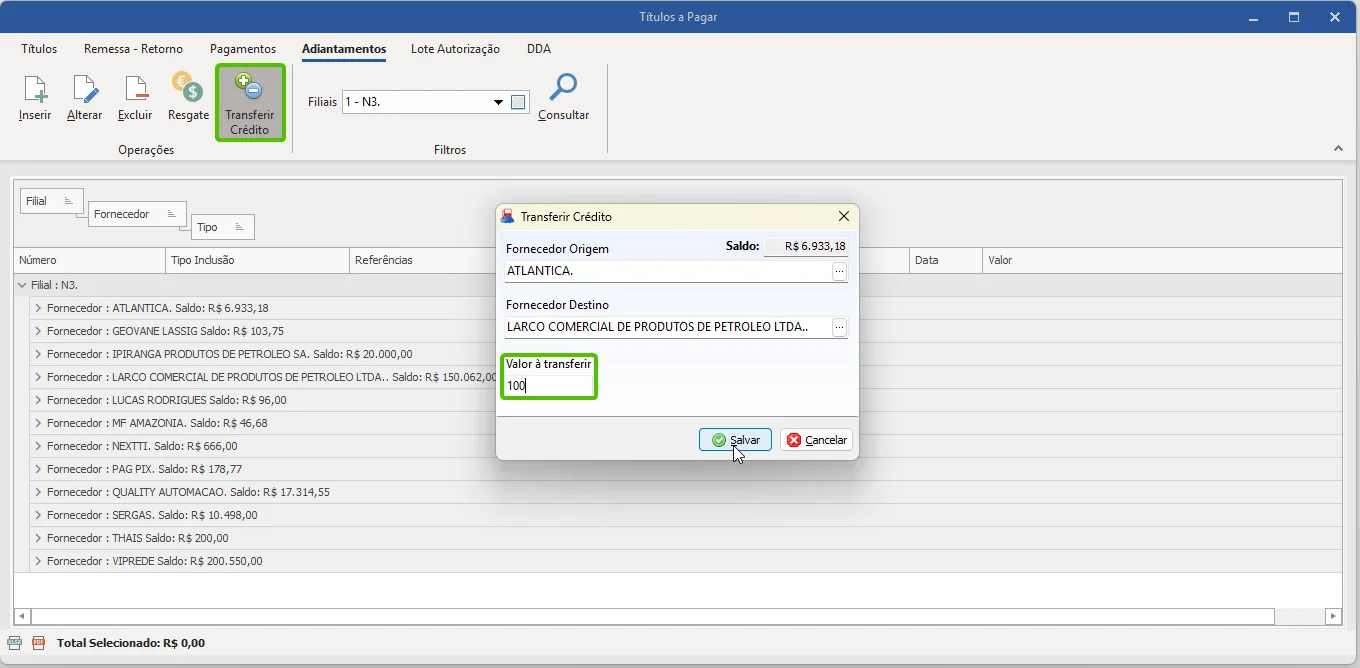 Títulos a Pagar
Títulos Remessa - Retorno Pagamentos Adiantamentos Lote Autorização DDA
Inserir Alterar Excluir Resgate Transferir Crédito
Operações
Filiais 1 - N3. Consultar
Filtros
Filial
Fornecedor
Tipo
Número Tipo Inclusão Referências Data Valor
Filial : N3.
Fornecedor : ATLANTICA. Saldo: R$ 6.933,18
Fornecedor : GEOVANE LASSIG Saldo: R$ 103,75
Fornecedor : IPIRANGA PRODUTOS DE PETROLEO SA. Saldo: R$ 20.000,00
Fornecedor : LARCO COMERCIAL DE PRODUTOS DE PETROLEO LTDA.. Saldo: R$ 150.062,00
Fornecedor : LUCAS RODRIGUES Saldo: R$ 96,00
Fornecedor : MF AMAZONIA. Saldo: R$ 46,68
Fornecedor : NEXTTI. Saldo: R$ 666,00
Fornecedor : PAG PIX. Saldo: R$ 178,77
Fornecedor : QUALITY AUTOMACAO. Saldo: R$ 17.314,55
Fornecedor : SERGAS. Saldo: R$ 10.498,00
Fornecedor : THAIS Saldo: R$ 200,00
Fornecedor : VIPREDE Saldo: R$ 200.550,00
Transferir Crédito
Fornecedor Origem Saldo: R$ 6.933,18
ATLANTICA.
Fornecedor Destino
LARCO COMERCIAL DE PRODUTOS DE PETROLEO LTDA..
Valor à transferir
100
Salvar Cancelar
Total Selecionado: R$ 0,00